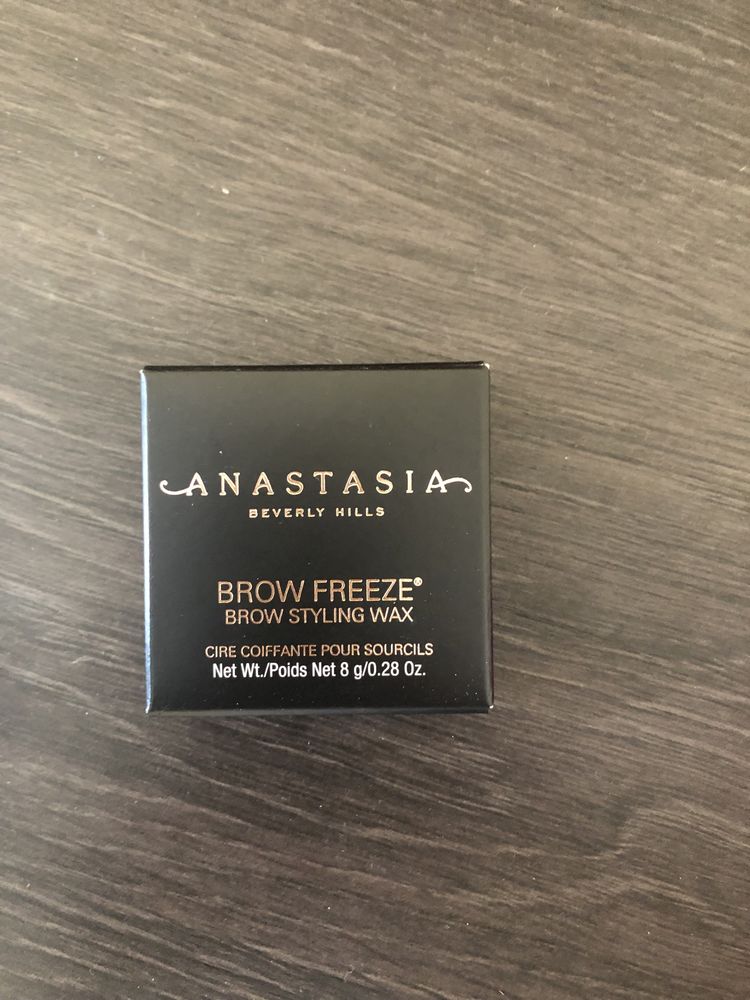 ANASTASIA
BEVERLY HILLS
BROW FREEZE®
BROW STYLING WAX
CIRE COIFFANTE POUR SOURCILS
Net Wt./Poids Net 8 g/0.28 Oz.